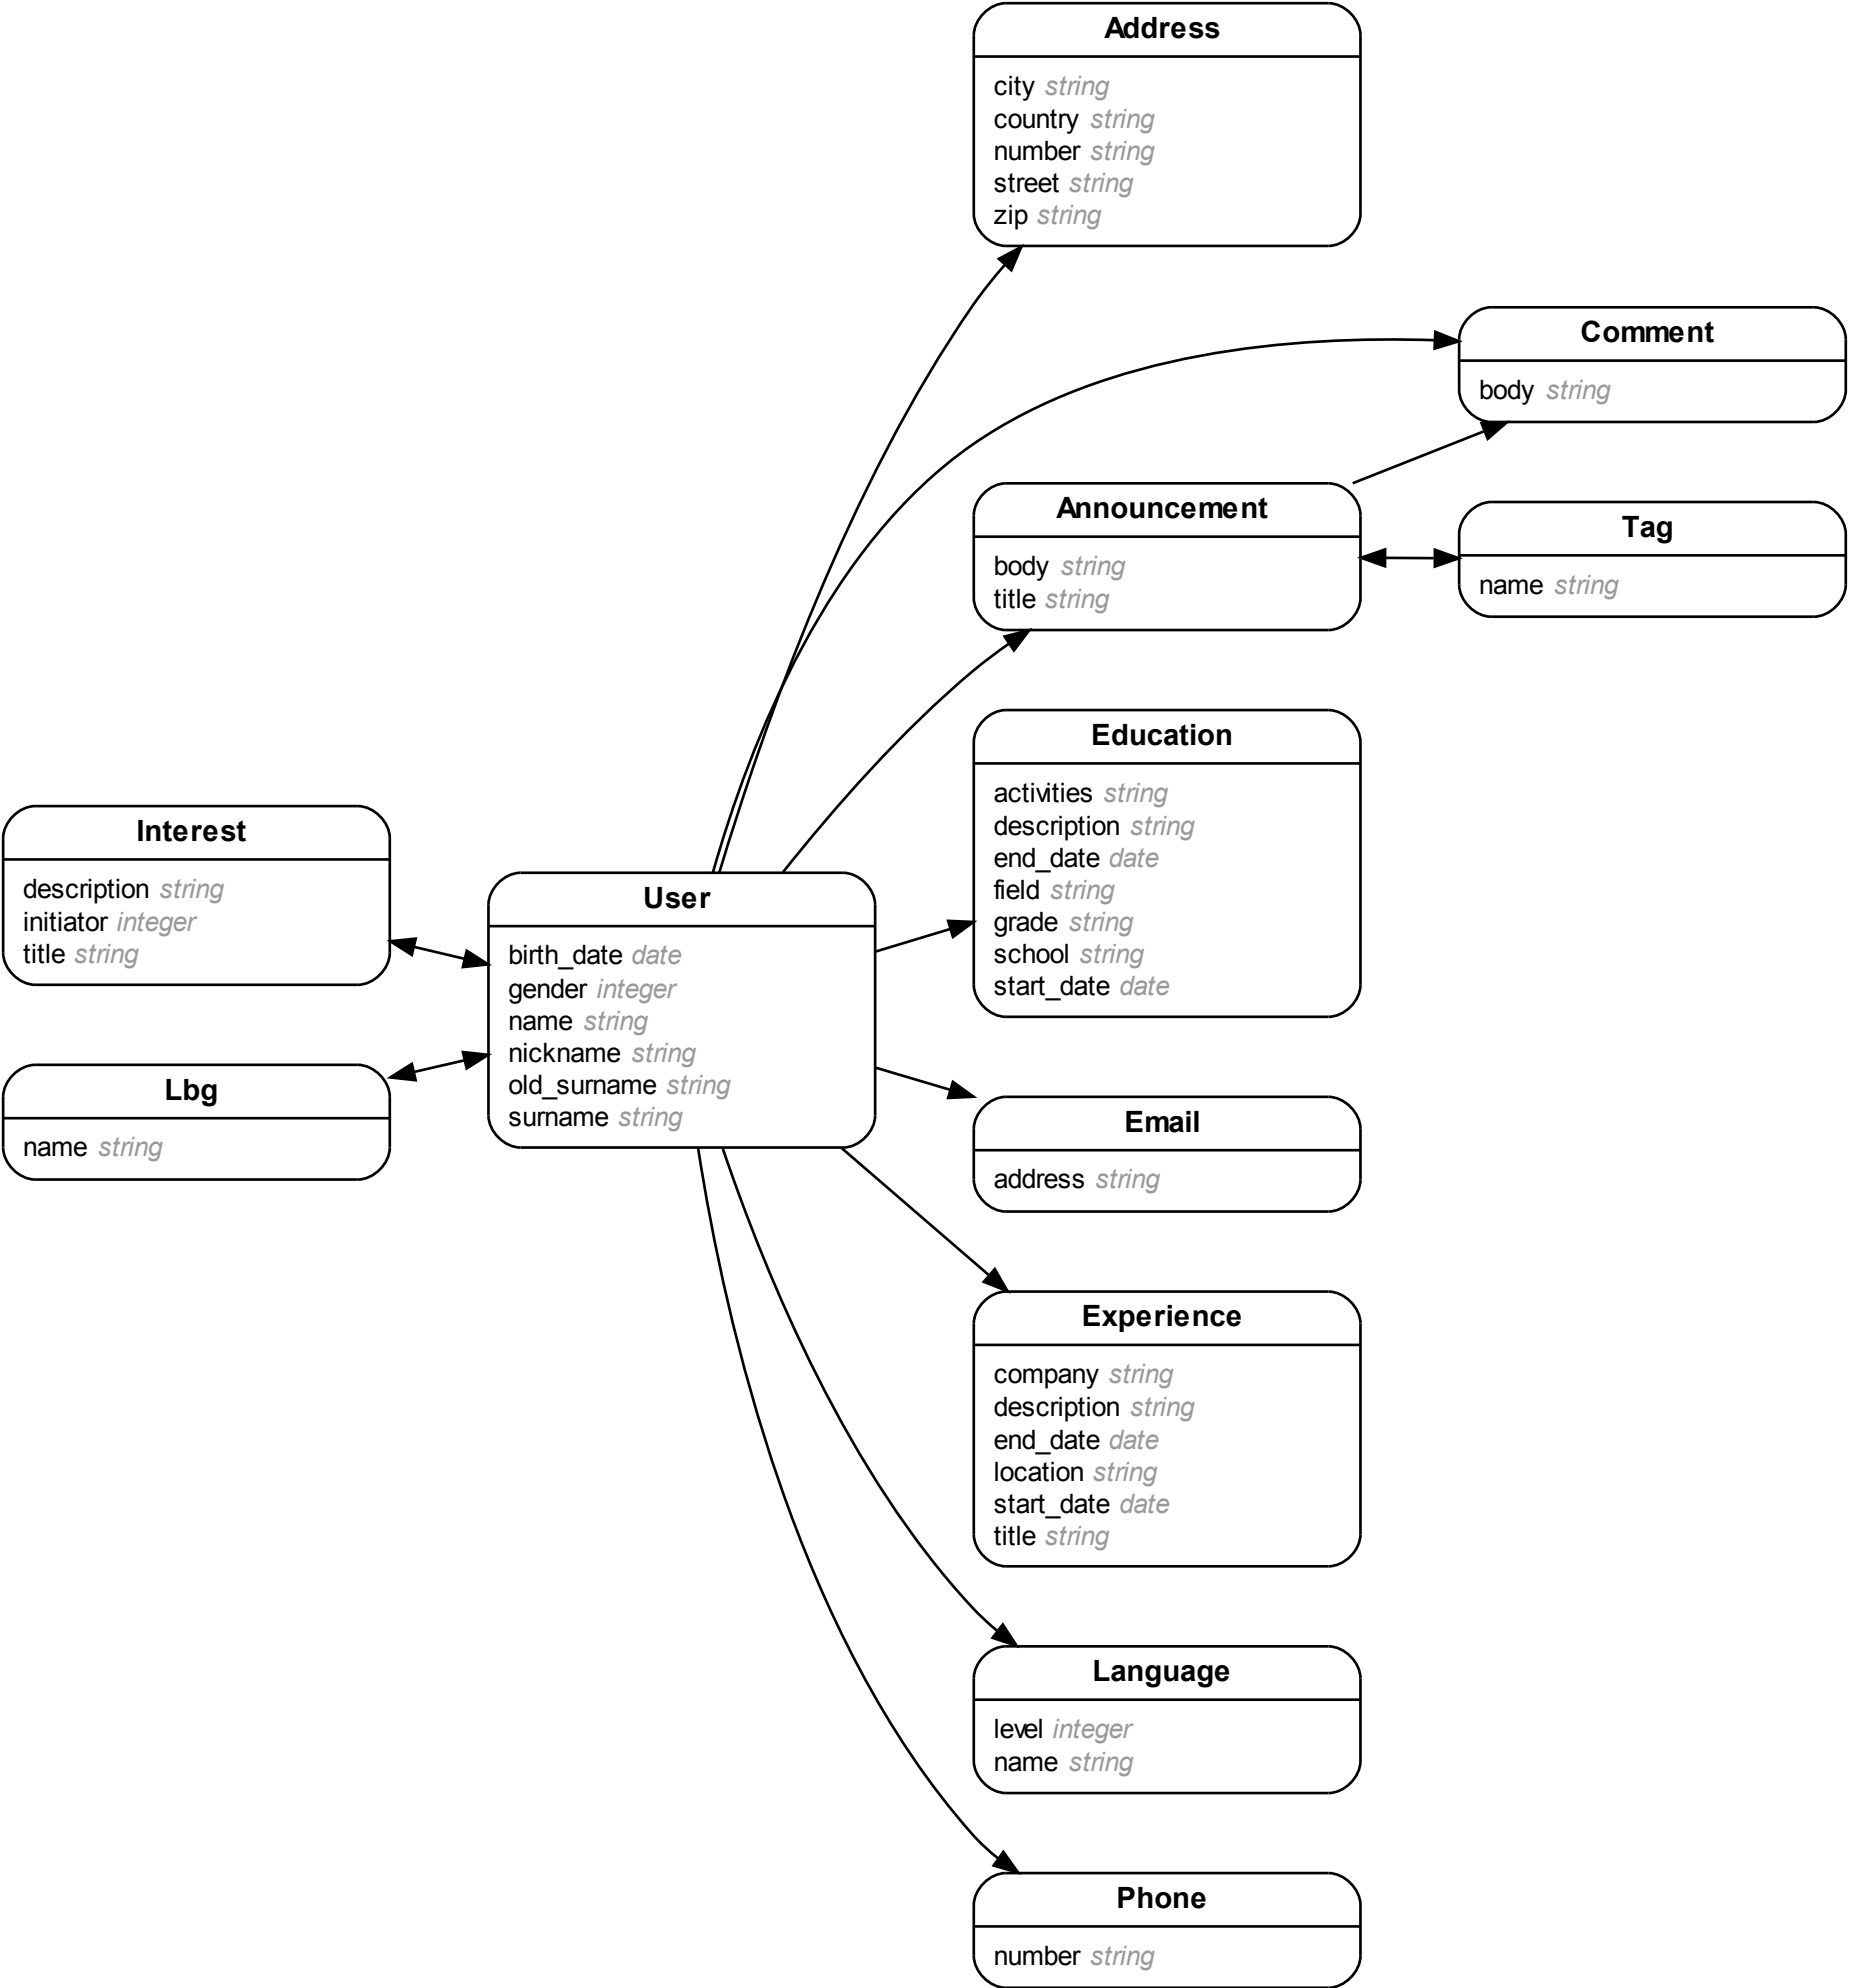 Address
city string
country string
number string
street string
zip string
Comment
body string
Announcement
body string
title string
Tag
name string
Education
activities string
description string
end_date date
field string
grade string
school string
start_date date
Interest
description string
initiator integer
title string
User
birth_date date
gender integer
name string
nickname string
old_surname string
surname string
Lbg
name string
Email
address string
Experience
company string
description string
end_date date
location string
start_date date
title string
Language
level integer
name string
Phone
number string